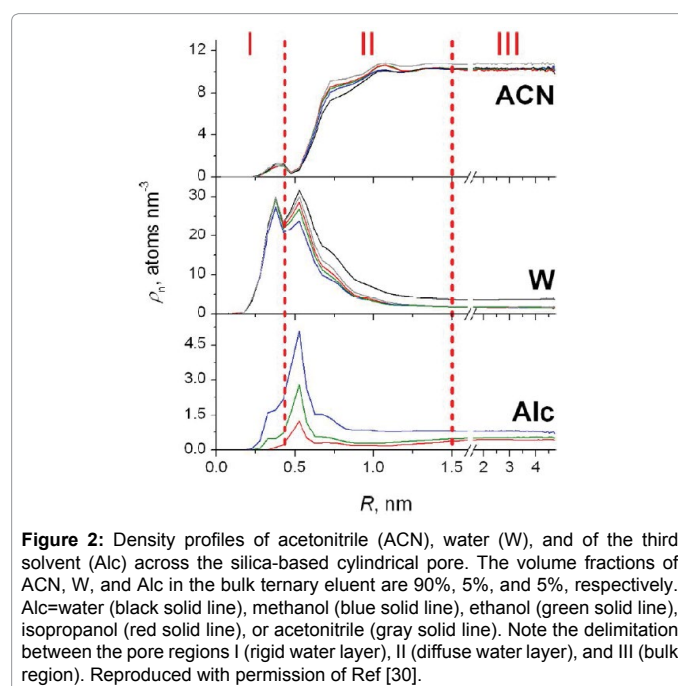 I II III
12
8
4
0
ACN
30
20
10
0
W
ρn, atoms nm-3
4.5
3.0
1.5
0.0
Alc
0.0 0.5 1.0 1.5 2 3 4
R, nm
Figure 2: Density profiles of acetonitrile (ACN), water (W), and of the third
solvent (Alc) across the silica-based cylindrical pore. The volume fractions of
ACN, W, and Alc in the bulk ternary eluent are 90%, 5%, and 5%, respectively.
Alc=water (black solid line), methanol (blue solid line), ethanol (green solid line),
isopropanol (red solid line), or acetonitrile (gray solid line). Note the delimitation
between the pore regions I (rigid water layer), II (diffuse water layer), and III (bulk
region). Reproduced with permission of Ref [30].